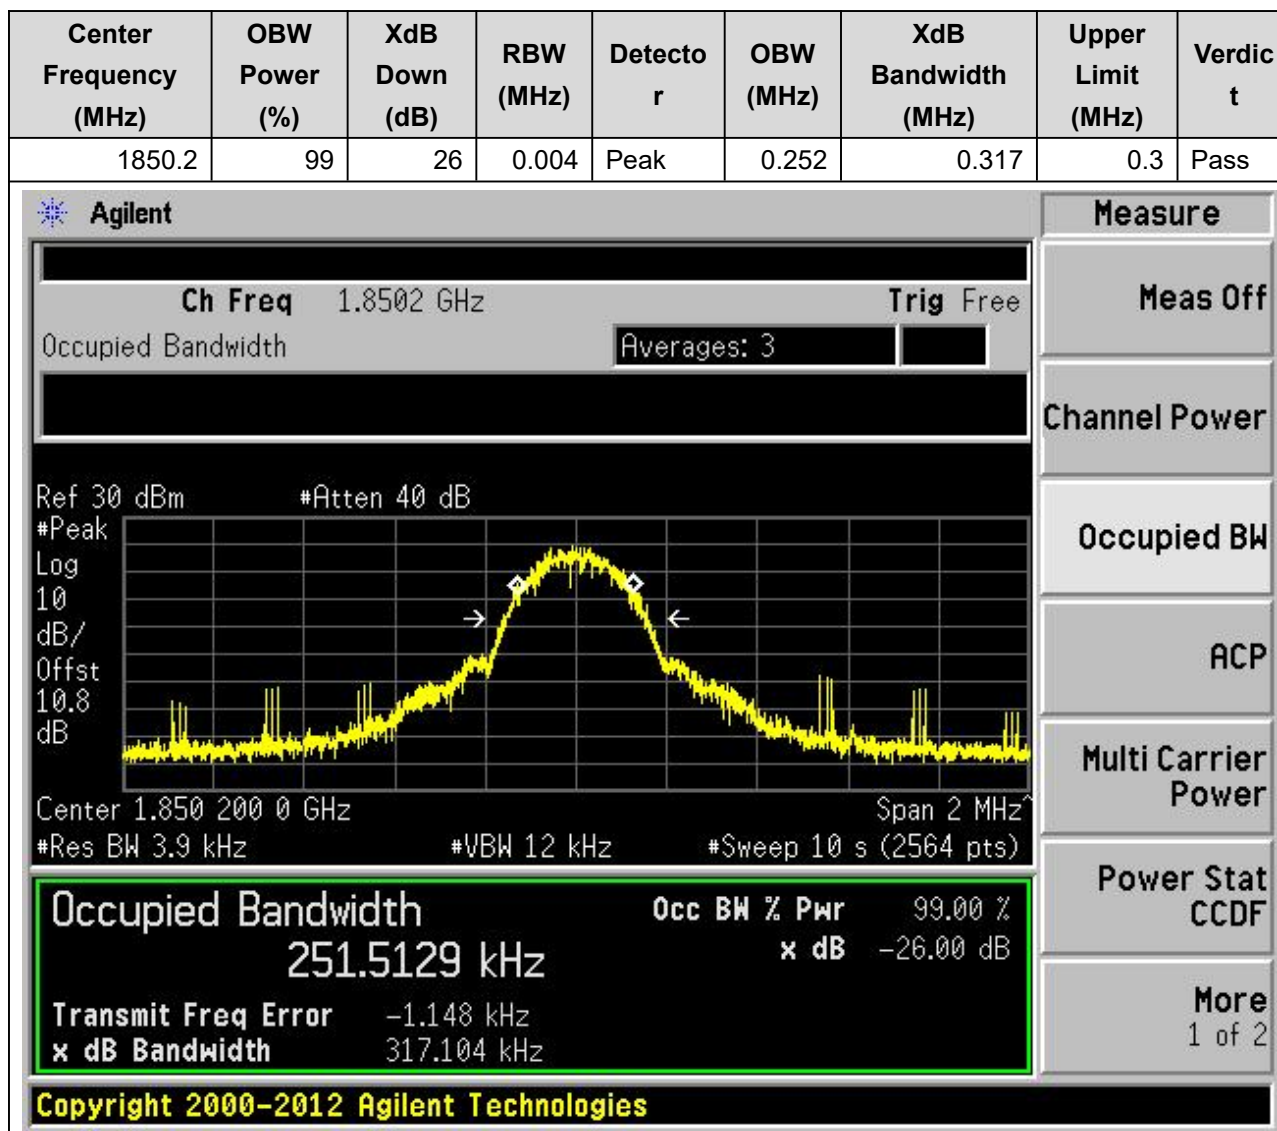 Center Frequency (MHz) OBW Power (%) XdB Down (dB) RBW (MHz) Detecto r OBW (MHz) XdB Bandwidth (MHz) Upper Limit (MHz) Verdic t
1850.2 99 26 0.004 Peak 0.252 0.317 0.3 Pass
Agilent
Measure
Ch Freq 1.8502 GHz Trig Free
Meas Off
Occupied Bandwidth Averages: 3
Channel Power
Ref 30 dBm #Atten 40 dB
#Peak
Log
10
dB/
Offst
10.8
dB
Occupied BW
ACP
Multi Carrier
Power
Center 1.850 200 0 GHz Span 2 MHz^
#Res BW 3.9 kHz #VBW 12 kHz #Sweep 10 s (2564 pts)
Power Stat
CCDF
Occupied Bandwidth Occ BW % Pwr 99.00 %
251.5129 kHz x dB -26.00 dB
Transmit Freq Error -1.148 kHz
x dB Bandwidth 317.104 kHz
More
1 of 2
Copyright 2000-2012 Agilent Technologies